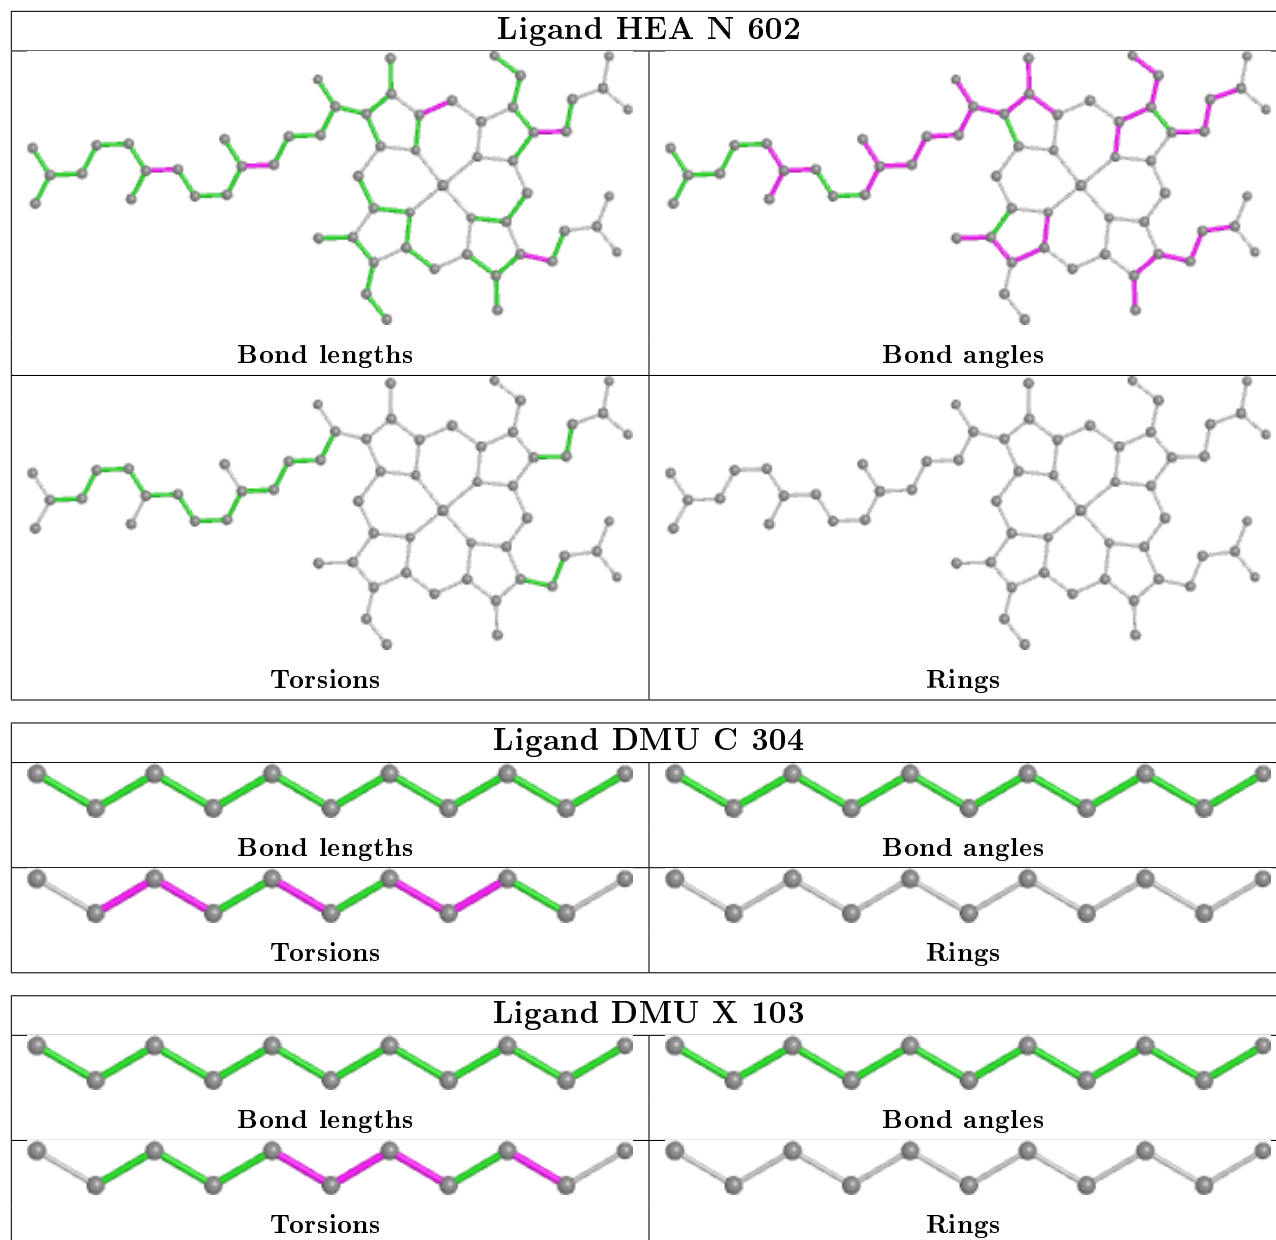 Ligand HEA N 602
Bond lengths
Bond angles
Torsions
Rings
Ligand DMU C 304
Bond lengths
Bond angles
Torsions
Rings
Ligand DMU X 103
Bond lengths
Bond angles
Torsions
Rings